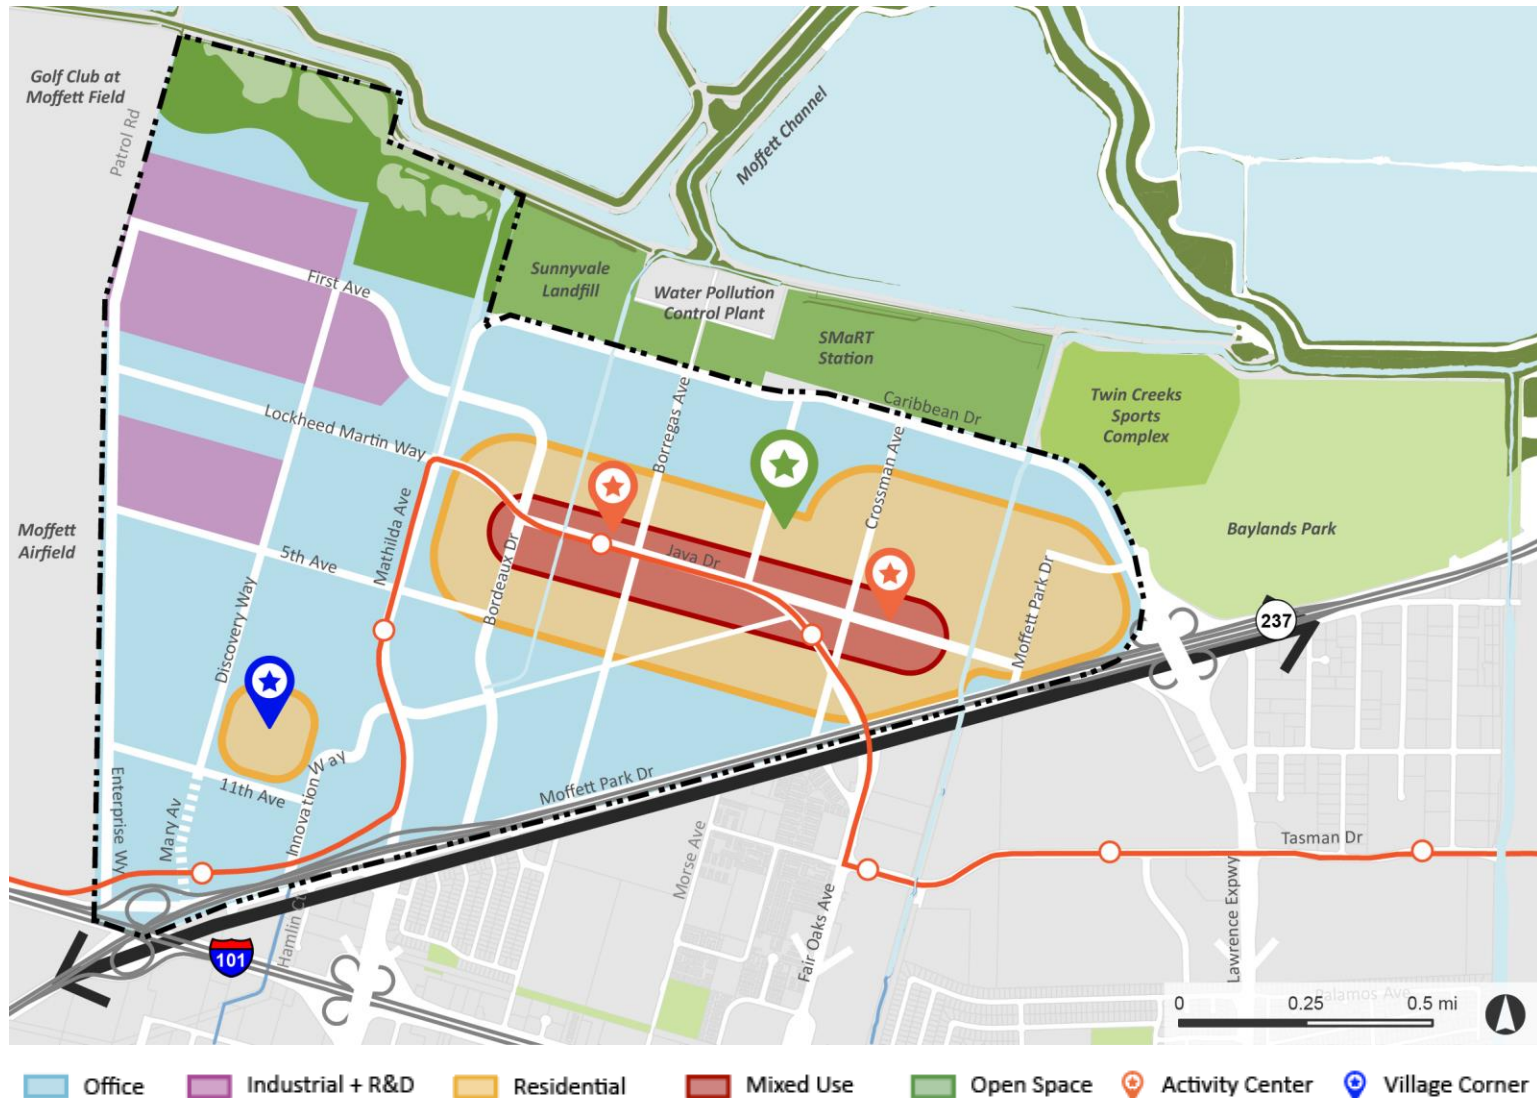 Golf Club at
Moffett Field
Patrol Rd
Moffett Channel
First Ave
Sunnyvale
Landfill
Water Pollution
Control Plant
SMaRT
Station
Twin Creeks
Sports
Complex
Caribbean Dr
Lockheed Martin Way
Borregas Ave
Crossman Ave
Baylands Park
Moffett
Airfield
5th Ave
Mathilda Ave
Bordeaux Dr
Java Dr
Moffett Park Dr
237
Discovery Way
11th Ave
Innovation Way
Enterprise Wy
Mary Av
Moffett Park Dr
Hamlin Ct
Morse Ave
Fair Oaks Ave
Tasman Dr
Lawrence Expwy
101
Palamos Ave
0 0.25 0.5 mi
Office Industrial + R&D Residential Mixed Use Open Space Activity Center Village Corner